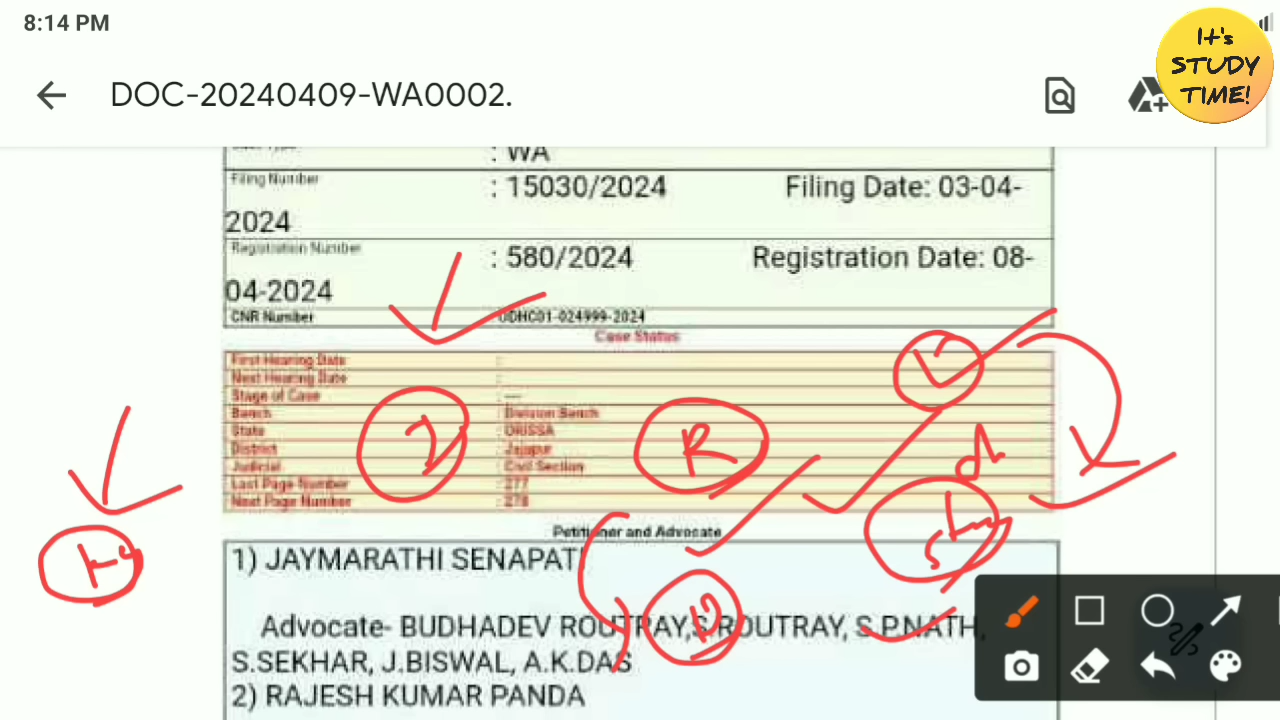 8:14 PM
It's
STUDY
TIME!
DOC-20240409-WA0002.
: WA
Filing Number : 15030/2024 Filing Date: 03-04-
2024
Registration Number : 580/2024 Registration Date: 08-
04-2024
CNR Number ODHC01-024999-2024
Case Status
First Hearing Date :
Next Hearing Date :
Stage of Case : ---
Bench : Division Bench
State : ORISSA
District : Jajapur
Judicial : Civil Section
Last Page Number : 277
Next Page Number : 278
R
Petitioner and Advocate
1) JAYMARATHI SENAPATI
Advocate- BUDHADEV ROUTRAY,S.ROUTRAY, S.P.NATH,
S.SEKHAR, J.BISWAL, A.K.DAS
2) RAJESH KUMAR PANDA